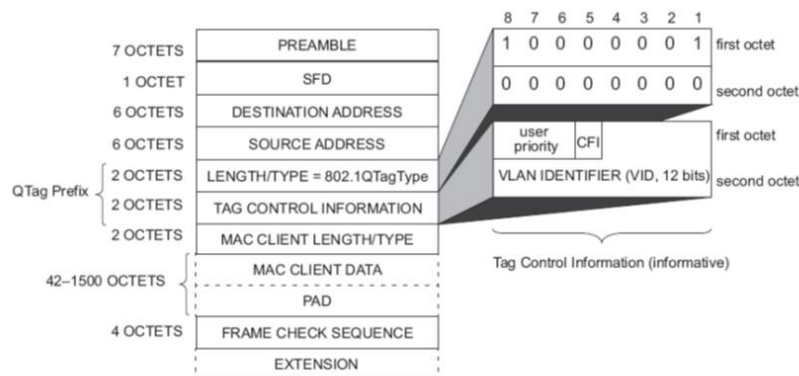 8 7 6 5 4 3 2 1
7 OCTETS PREAMBLE 1 0 0 0 0 0 0 1 first octet
1 OCTET SFD 0 0 0 0 0 0 0 0 second octet
6 OCTETS DESTINATION ADDRESS
6 OCTETS SOURCE ADDRESS user priority CFI first octet
QTag Prefix
2 OCTETS LENGTH/TYPE = 802.1QTagType VLAN IDENTIFIER (VID, 12 bits) second octet
2 OCTETS TAG CONTROL INFORMATION
2 OCTETS MAC CLIENT LENGTH/TYPE
Tag Control Information (informative)
42–1500 OCTETS MAC CLIENT DATA
PAD
4 OCTETS FRAME CHECK SEQUENCE
EXTENSION